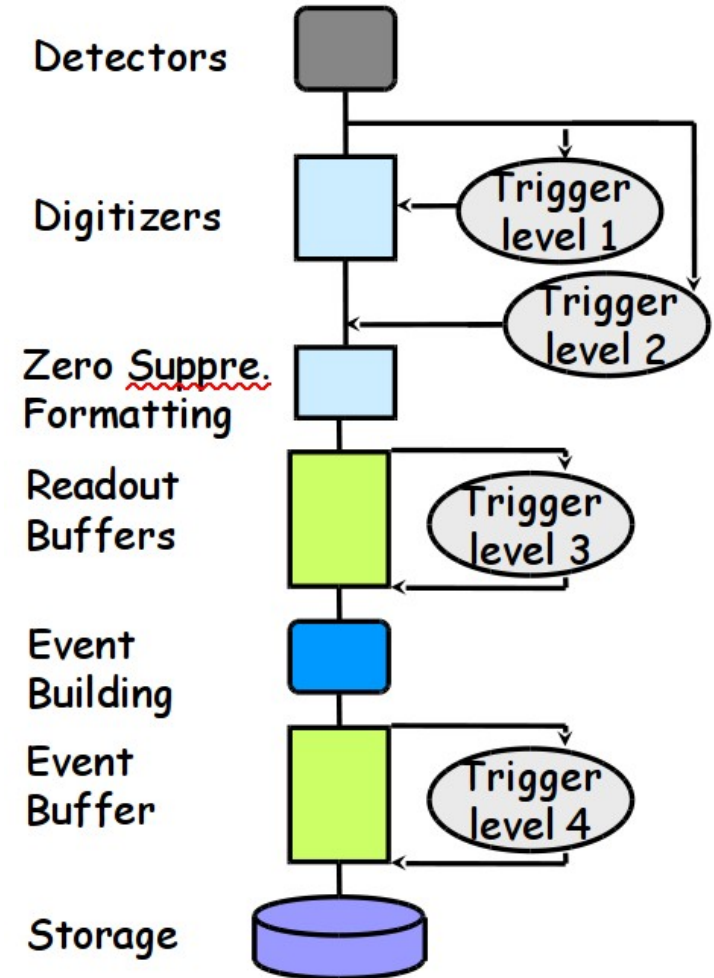 Detectors
Trigger
level 1
Digitizers
Trigger
level 2
Zero Suppre.
Formatting
Readout
Buffers
Trigger
level 3
Event
Building
Event
Buffer
Trigger
level 4
Storage